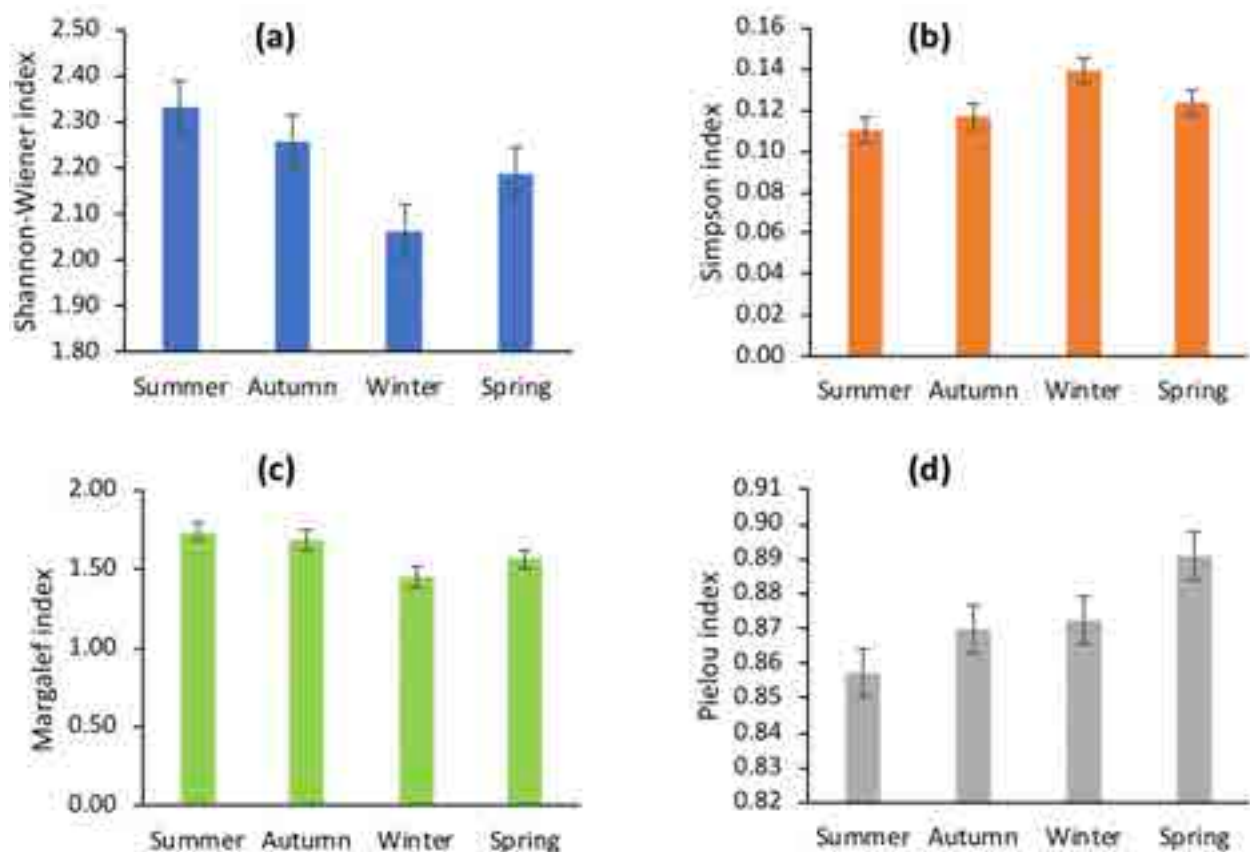 (a)
Shannon-Wiener index
2.50
2.40
2.30
2.20
2.10
2.00
1.90
1.80
Summer Autumn Winter Spring
(b)
Simpson index
0.16
0.14
0.12
0.10
0.08
0.06
0.04
0.02
0.00
Summer Autumn Winter Spring
(c)
Margalef index
2.00
1.50
1.00
0.50
0.00
Summer Autumn Winter Spring
(d)
Pielou index
0.91
0.90
0.89
0.88
0.87
0.86
0.85
0.84
0.83
0.82
Summer Autumn Winter Spring